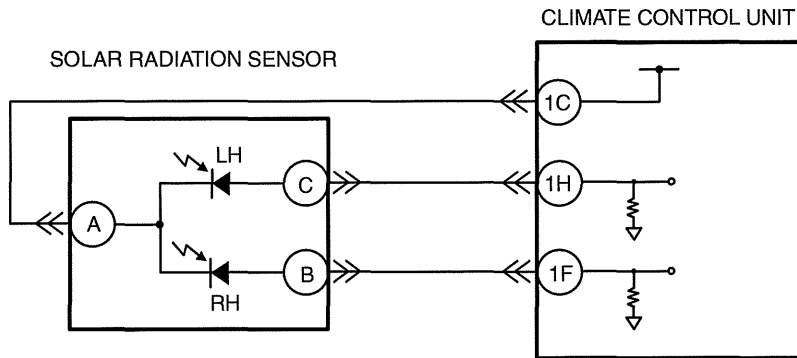 CLIMATE CONTROL UNIT
SOLAR RADIATION SENSOR
1C
LH
C
1H
A
B
1F
RH